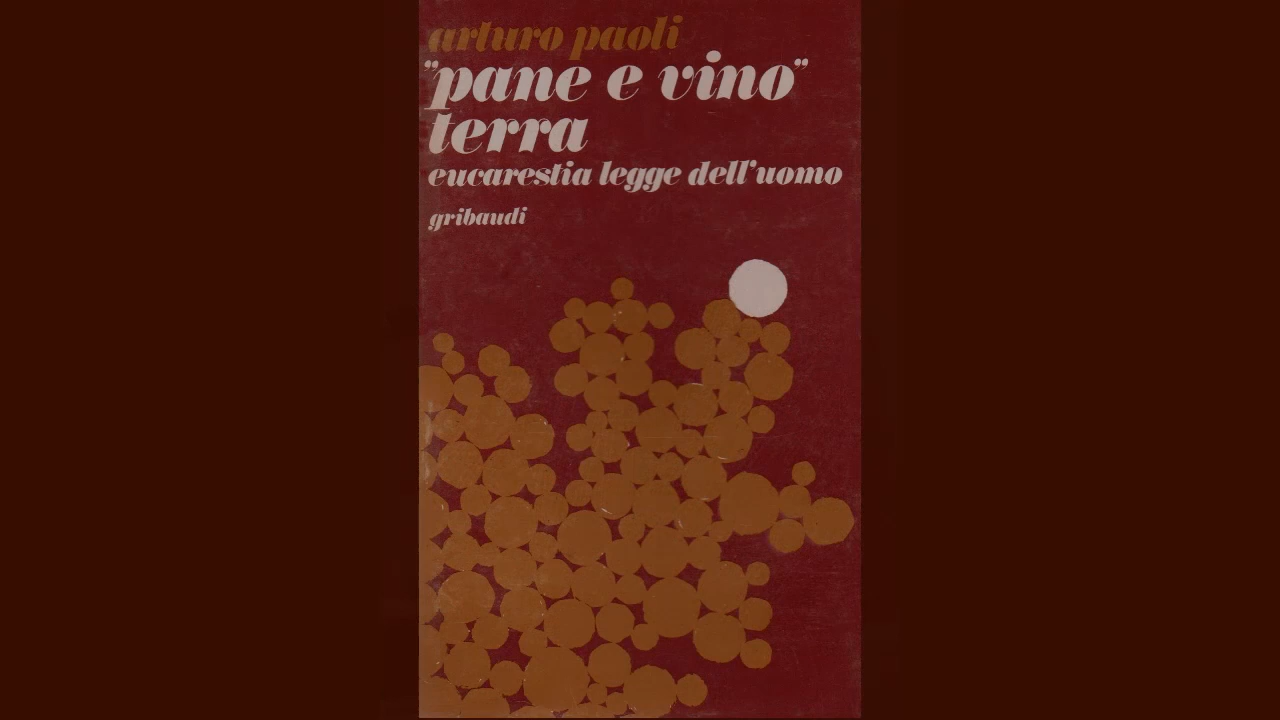 arturo paoli
"pane e vino"
terra
eucarestia legge dell'uomo
gribaudi